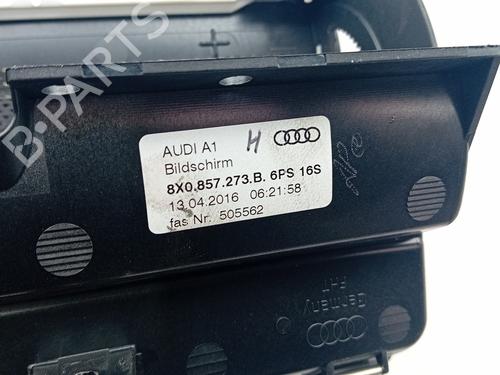 B-PARTS
AUDI A1 H
Bildschirm
8X0.857.273.B. 6PS 16S
13.04.2016 06:21:58
fas Nr. 505562
Germany